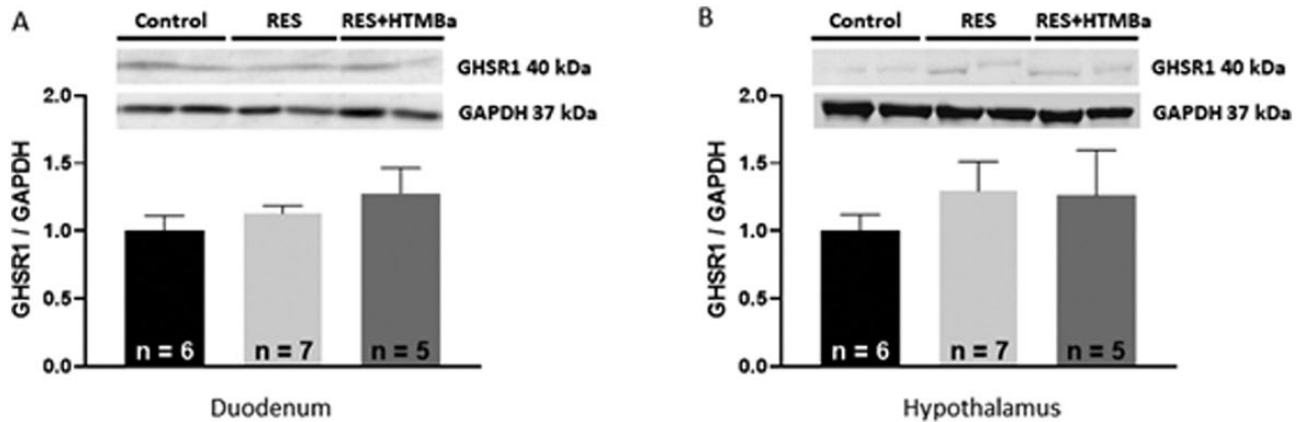 A
Control RES RES+HTMBa
GHSR1 40 kDa
GAPDH 37 kDa
GHSR1 / GAPDH
2.0
1.5
1.0
0.5
0.0
n = 6 n = 7 n = 5
Duodenum
B
Control RES RES+HTMBa
GHSR1 40 kDa
GAPDH 37 kDa
GHSR1 / GAPDH
2.0
1.5
1.0
0.5
0.0
n = 6 n = 7 n = 5
Hypothalamus